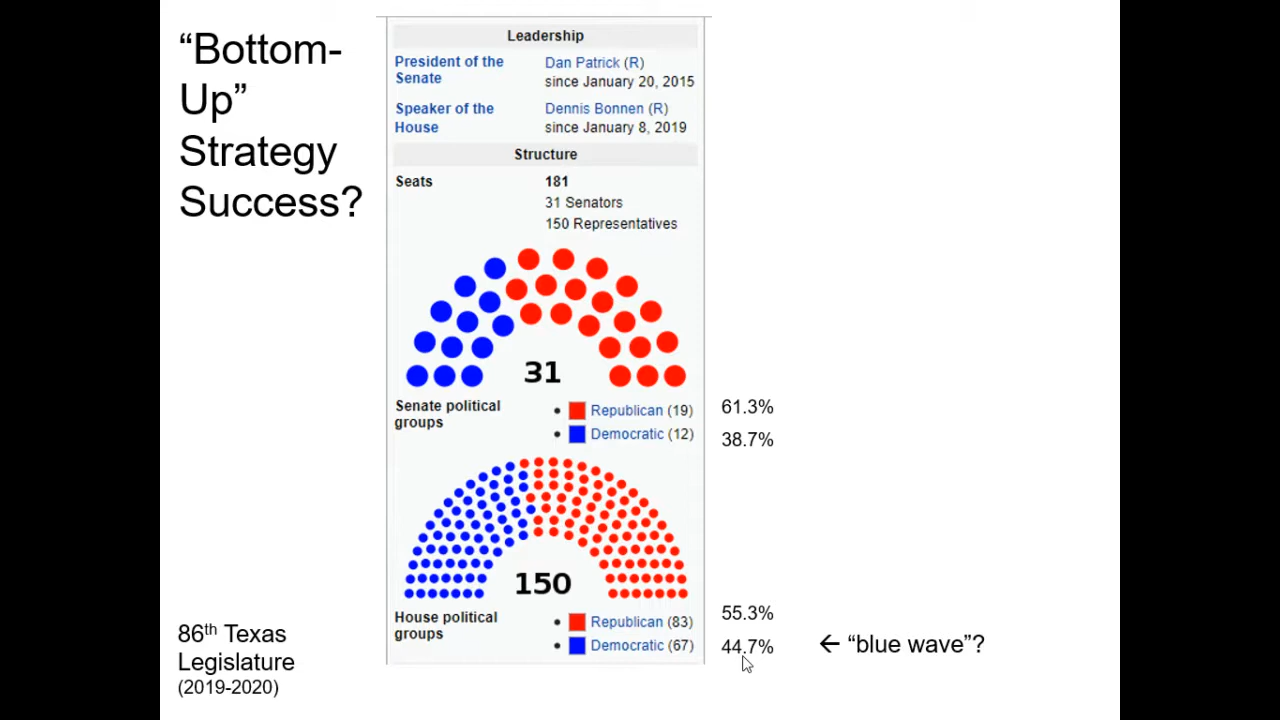 “Bottom-
Up”
Strategy
Success?
Leadership
President of the Senate
Dan Patrick (R)
since January 20, 2015
Speaker of the House
Dennis Bonnen (R)
since January 8, 2019
Structure
Seats
181
31 Senators
150 Representatives
31
Senate political groups
• Republican (19) 61.3%
• Democratic (12) 38.7%
150
House political groups
• Republican (83) 55.3%
• Democratic (67) 44.7% ← “blue wave”?
86th Texas
Legislature
(2019-2020)